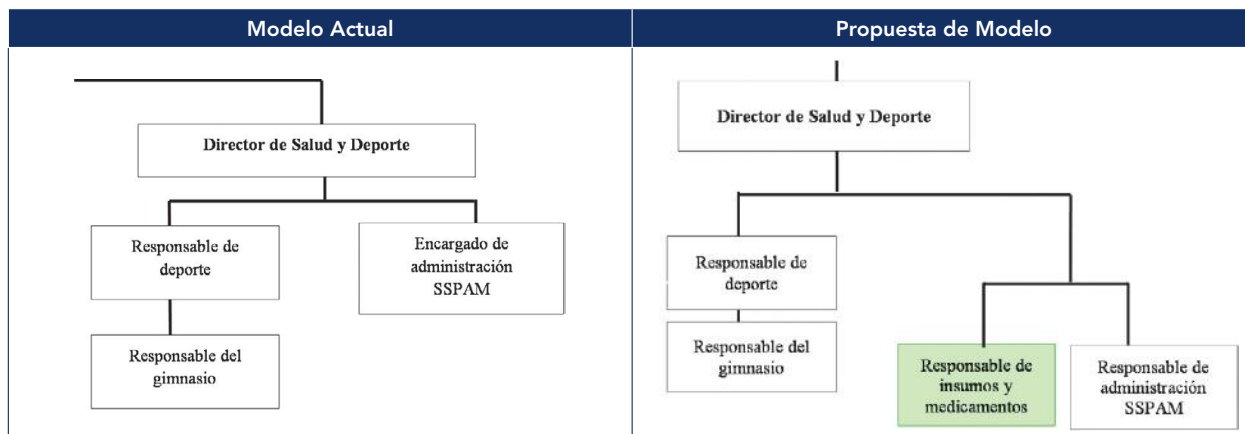 Modelo Actual
Propuesta de Modelo
Director de Salud y Deporte
Responsable de
deporte
Encargado de
administración
SSPAM
Responsable del
gimnasio
Director de Salud y Deporte
Responsable de
deporte
Responsable del
gimnasio
Responsable de
insumos y
medicamentos
Responsable de
administración
SSPAM